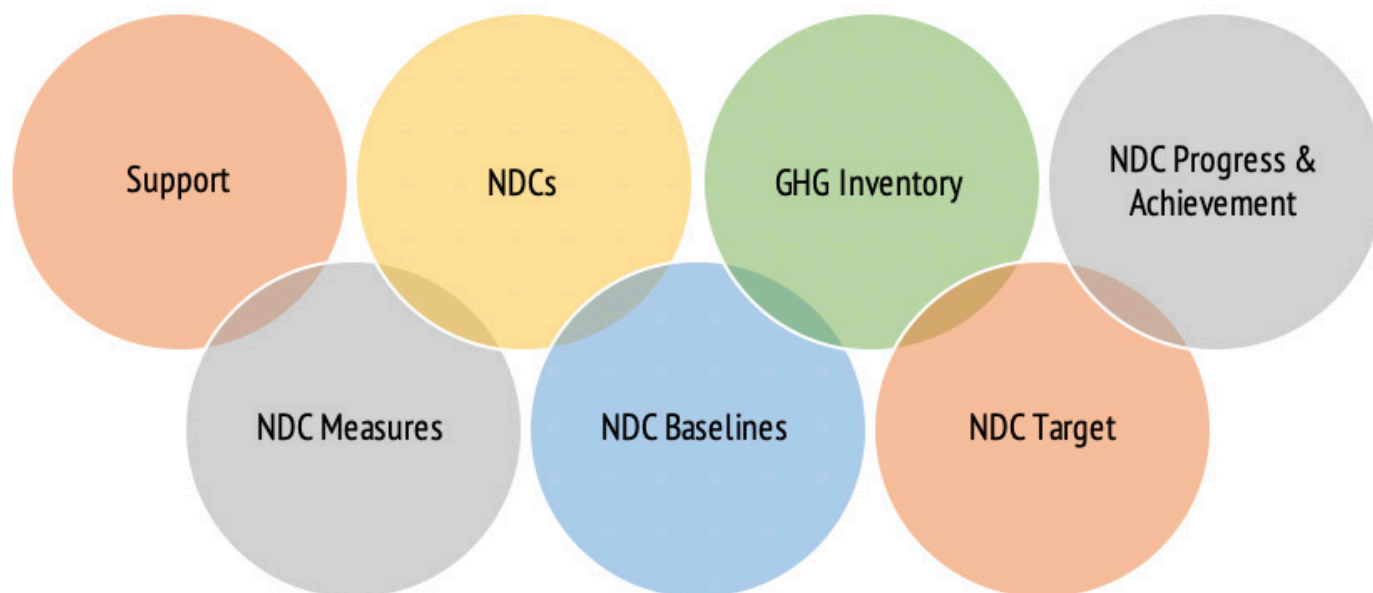 Support
NDCs
GHG Inventory
NDC Progress &
Achievement
NDC Measures
NDC Baselines
NDC Target